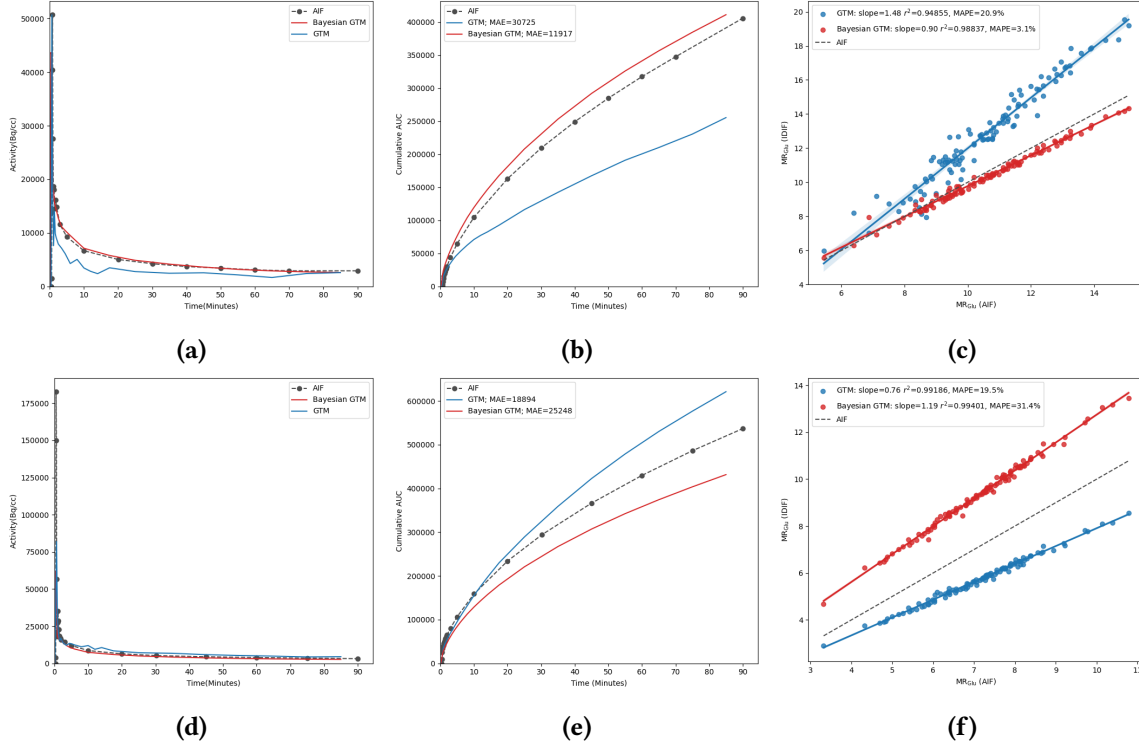 AIF
Bayesian GTM
GTM
50000
40000
30000
20000
10000
0
Activity(Bq/cc)
0 10 20 30 40 50 60 70 80 90
Time(Minutes)
(a)
AIF
GTM; MAE=30725
Bayesian GTM; MAE=11917
400000
350000
300000
250000
200000
150000
100000
50000
0
Cumulative AUC
0 20 40 60 80
Time (Minutes)
(b)
GTM: slope=1.48 r²=0.94855, MAPE=20.9%
Bayesian GTM: slope=0.90 r²=0.98837, MAPE=3.1%
AIF
20
18
16
14
12
10
8
6
4
MRGlu (IDIF)
6 8 10 12 14
MRGlu (AIF)
(c)
AIF
Bayesian GTM
GTM
175000
150000
125000
100000
75000
50000
25000
0
Activity(Bq/cc)
0 10 20 30 40 50 60 70 80 90
Time(Minutes)
(d)
AIF
GTM; MAE=18894
Bayesian GTM; MAE=25248
600000
500000
400000
300000
200000
100000
0
Cumulative AUC
0 10 20 30 40 50 60 70 80 90
Time (Minutes)
(e)
GTM: slope=0.76 r²=0.99186, MAPE=19.5%
Bayesian GTM: slope=1.19 r²=0.99401, MAPE=31.4%
AIF
14
12
10
8
6
4
MRGlu (IDIF)
3 4 5 6 7 8 9 10 11
MRGlu (AIF)
(f)